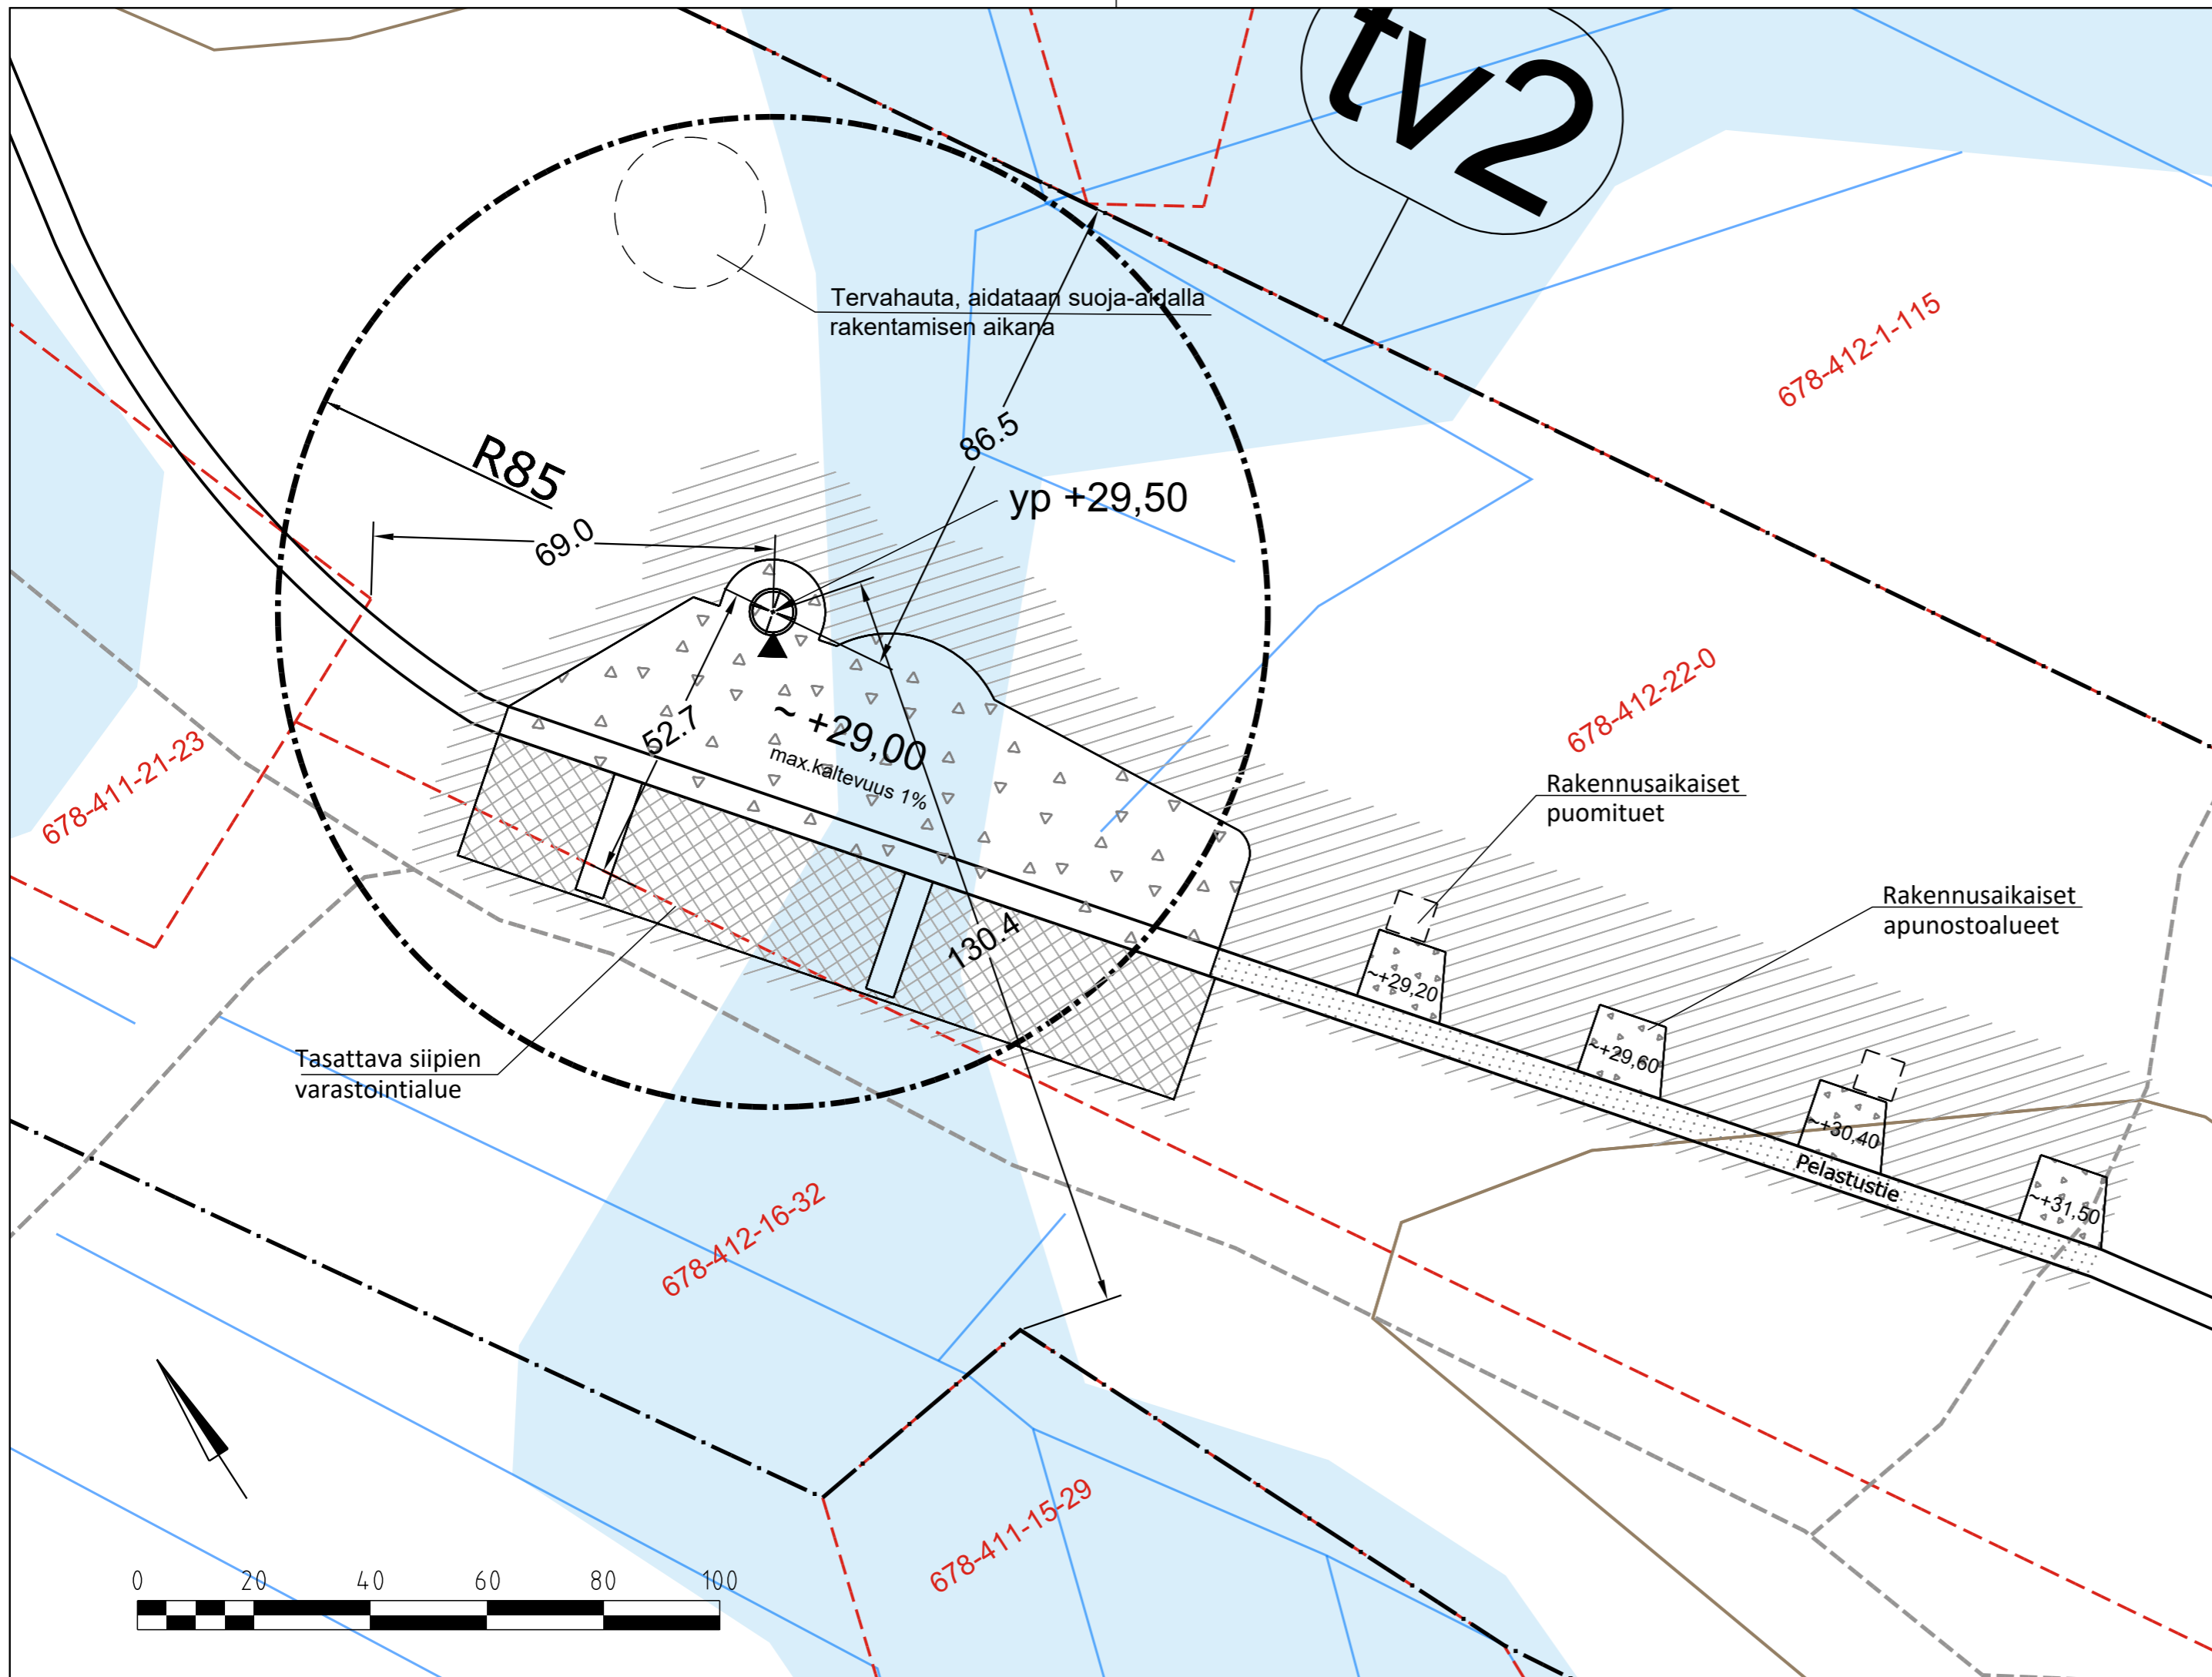 tv2
Tervahauta, aidataan suoja-aidalla
rakentamisen aikana
678-412-1-115
R85
86.5
yp +29,50
69.0
678-412-22-0
52.7
~ +29,00
max.kaltevuus 1%
678-411-21-23
Rakennusaikaiset
puomituet
Rakennusaikaiset
apunostoalueet
130.4
~+29,20
~+29,60
~+30,40
~+31,50
Pelastustie
Tasattava siipien
varastointialue
678-412-16-32
678-411-15-29
0 20 40 60 80 100